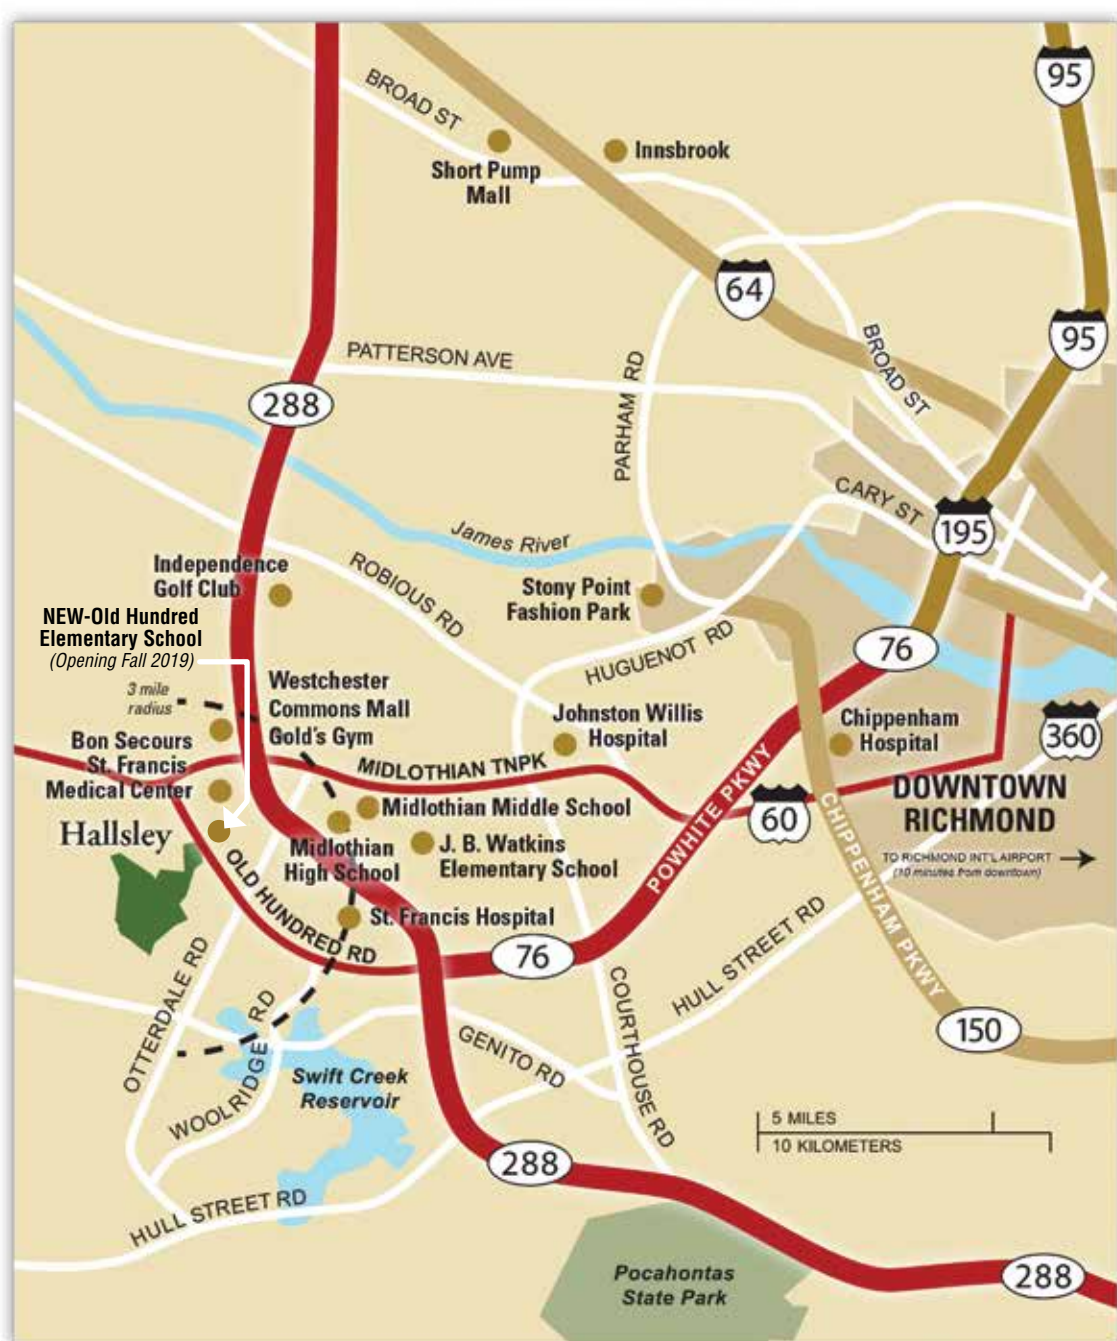 95
BROAD ST
Short Pump
Mall
Innsbrook
64
95
PATTERSON AVE
BROAD ST
288
PARHAM RD
CARY ST
195
James River
Independence
Golf Club
ROBIOUS RD
Stony Point
Fashion Park
NEW-Old Hundred
Elementary School
(Opening Fall 2019)
HUGUENOT RD
76
3 mile
radius
Westchester
Commons Mall
Gold's Gym
Johnston Willis
Hospital
Chippenham
Hospital
360
Bon Secours
St. Francis
Medical Center
MIDLOTHIAN TNPK
POWHITE PKWY
60
DOWNTOWN
RICHMOND
Midlothian Middle School
Hallsley
Midlothian
High School
J. B. Watkins
Elementary School
TO RICHMOND INT'L AIRPORT
(10 minutes from downtown)
CHIPPENHAM PKWY
OLD HUNDRED RD
St. Francis Hospital
76
HULL STREET RD
OTTERDALE RD
WOOLRIDGE RD
GENITO RD
COURTHOUSE RD
150
Swift Creek
Reservoir
5 MILES
10 KILOMETERS
288
HULL STREET RD
Pocahontas
State Park
288